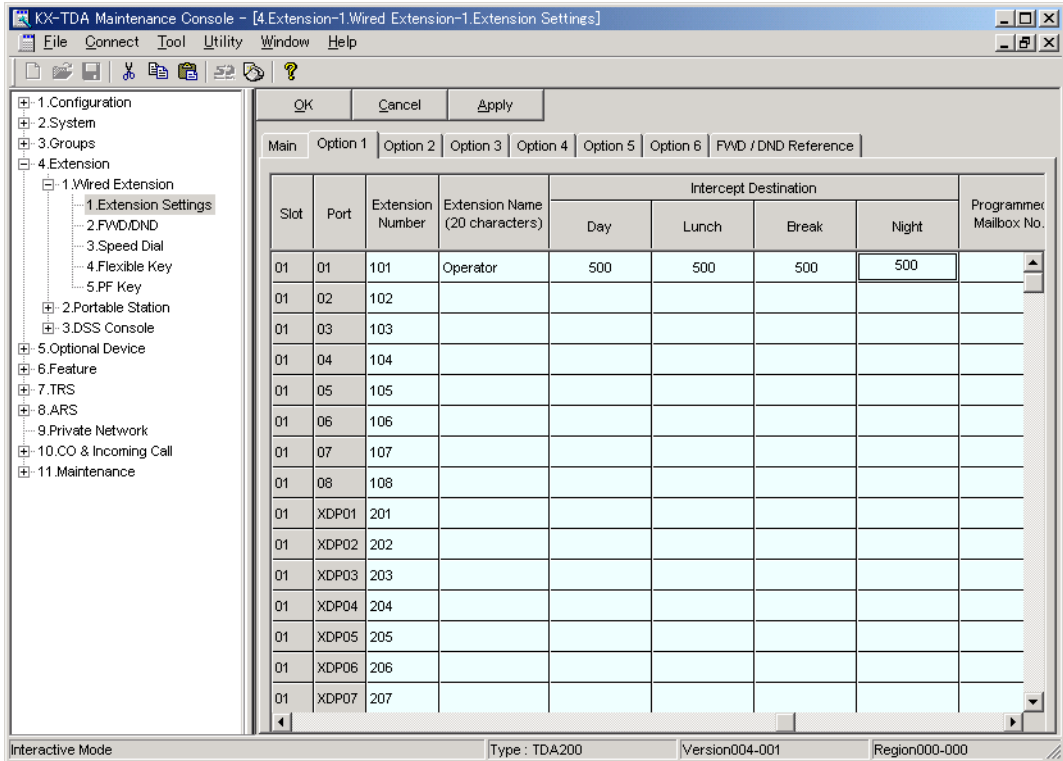 KX-TDA Maintenance Console - [4.Extension-1.Wired Extension-1.Extension Settings]
File Connect Tool Utility Window Help
1.Configuration
2.System
3.Groups
4.Extension
1.Wired Extension
1.Extension Settings
2.FWD/DND
3.Speed Dial
4.Flexible Key
5.PF Key
2.Portable Station
3.DSS Console
5.Optional Device
6.Feature
7.TRS
8.ARS
9.Private Network
10.CO & Incoming Call
11.Maintenance
OK Cancel Apply
Main Option 1 Option 2 Option 3 Option 4 Option 5 Option 6 FWD / DND Reference
Slot Port Extension Number Extension Name (20 characters) Intercept Destination Programmed Mailbox No.
Day Lunch Break Night
01 01 101 Operator 500 500 500 500
01 02 102
01 03 103
01 04 104
01 05 105
01 06 106
01 07 107
01 08 108
01 XDP01 201
01 XDP02 202
01 XDP03 203
01 XDP04 204
01 XDP05 205
01 XDP06 206
01 XDP07 207
Interactive Mode Type : TDA200 Version004-001 Region000-000